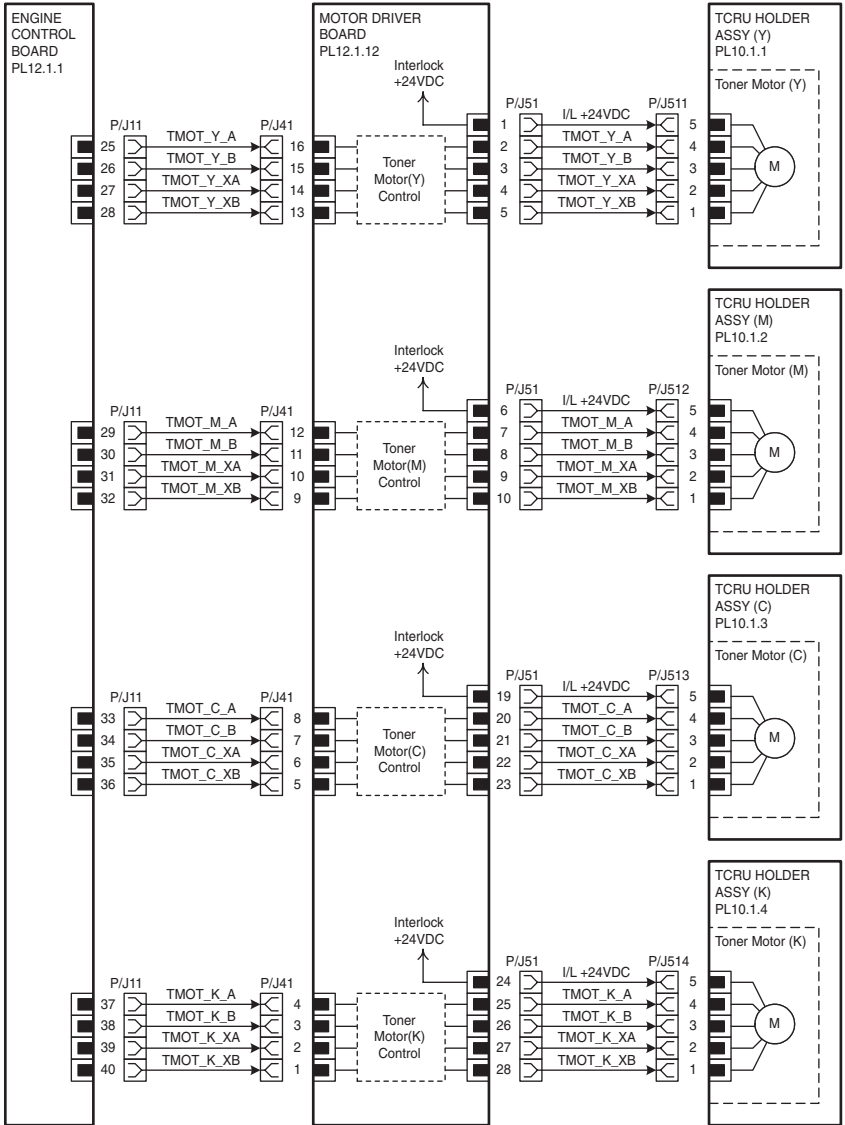 ENGINE
CONTROL
BOARD
PL12.1.1
MOTOR DRIVER
BOARD
PL12.1.12
TCRU HOLDER
ASSY (Y)
PL10.1.1
Toner Motor (Y)
Interlock
+24VDC
P/J11
P/J41
P/J51
P/J511
1 I/L +24VDC 5
25 TMOT_Y_A 16
2 TMOT_Y_A 4
26 TMOT_Y_B 15
3 TMOT_Y_B 3
27 TMOT_Y_XA 14
4 TMOT_Y_XA 2
28 TMOT_Y_XB 13
5 TMOT_Y_XB 1
Toner
Motor(Y)
Control
M
TCRU HOLDER
ASSY (M)
PL10.1.2
Toner Motor (M)
Interlock
+24VDC
P/J11
P/J41
P/J51
P/J512
6 I/L +24VDC 5
29 TMOT_M_A 12
7 TMOT_M_A 4
30 TMOT_M_B 11
8 TMOT_M_B 3
31 TMOT_M_XA 10
9 TMOT_M_XA 2
32 TMOT_M_XB 9
10 TMOT_M_XB 1
Toner
Motor(M)
Control
M
TCRU HOLDER
ASSY (C)
PL10.1.3
Toner Motor (C)
Interlock
+24VDC
P/J11
P/J41
P/J51
P/J513
19 I/L +24VDC 5
33 TMOT_C_A 8
20 TMOT_C_A 4
34 TMOT_C_B 7
21 TMOT_C_B 3
35 TMOT_C_XA 6
22 TMOT_C_XA 2
36 TMOT_C_XB 5
23 TMOT_C_XB 1
Toner
Motor(C)
Control
M
TCRU HOLDER
ASSY (K)
PL10.1.4
Toner Motor (K)
Interlock
+24VDC
P/J11
P/J41
P/J51
P/J514
24 I/L +24VDC 5
37 TMOT_K_A 4
25 TMOT_K_A 4
38 TMOT_K_B 3
26 TMOT_K_B 3
39 TMOT_K_XA 2
27 TMOT_K_XA 2
40 TMOT_K_XB 1
28 TMOT_K_XB 1
Toner
Motor(K)
Control
M